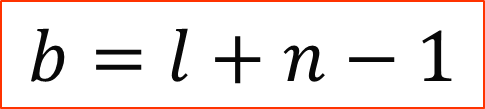 b = l + n − 1